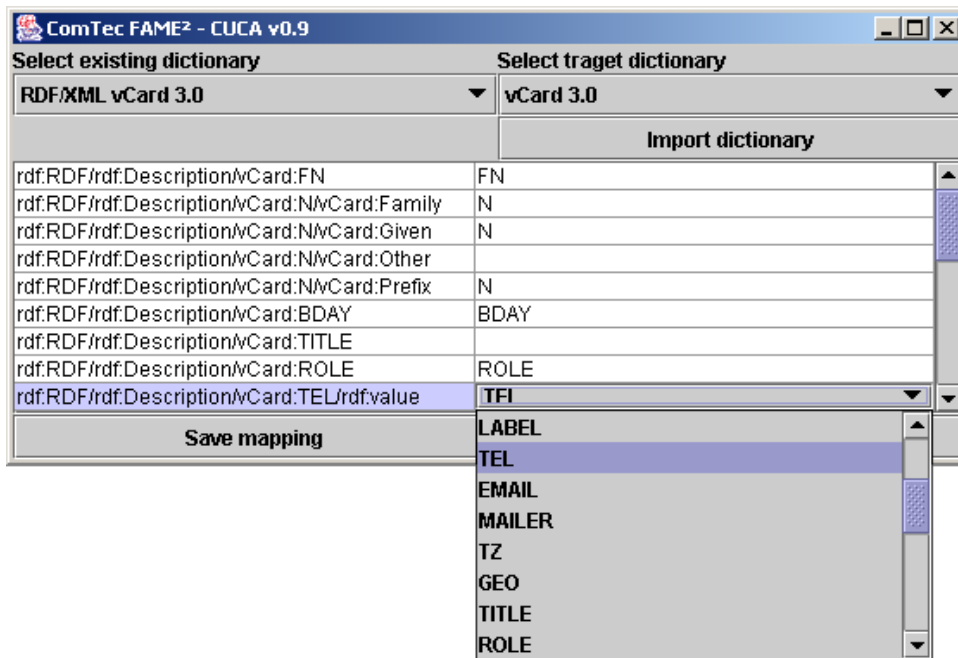 ComTec FAME² - CUCA v0.9
Select existing dictionary Select traget dictionary
RDF/XML vCard 3.0 vCard 3.0
Import dictionary
rdf:RDF/rdf:Description/vCard:FN FN
rdf:RDF/rdf:Description/vCard:N/vCard:Family N
rdf:RDF/rdf:Description/vCard:N/vCard:Given N
rdf:RDF/rdf:Description/vCard:N/vCard:Other
rdf:RDF/rdf:Description/vCard:N/vCard:Prefix N
rdf:RDF/rdf:Description/vCard:BDAY BDAY
rdf:RDF/rdf:Description/vCard:TITLE
rdf:RDF/rdf:Description/vCard:ROLE ROLE
rdf:RDF/rdf:Description/vCard:TEL/rdf:value TEL
Save mapping
LABEL
TEL
EMAIL
MAILER
TZ
GEO
TITLE
ROLE